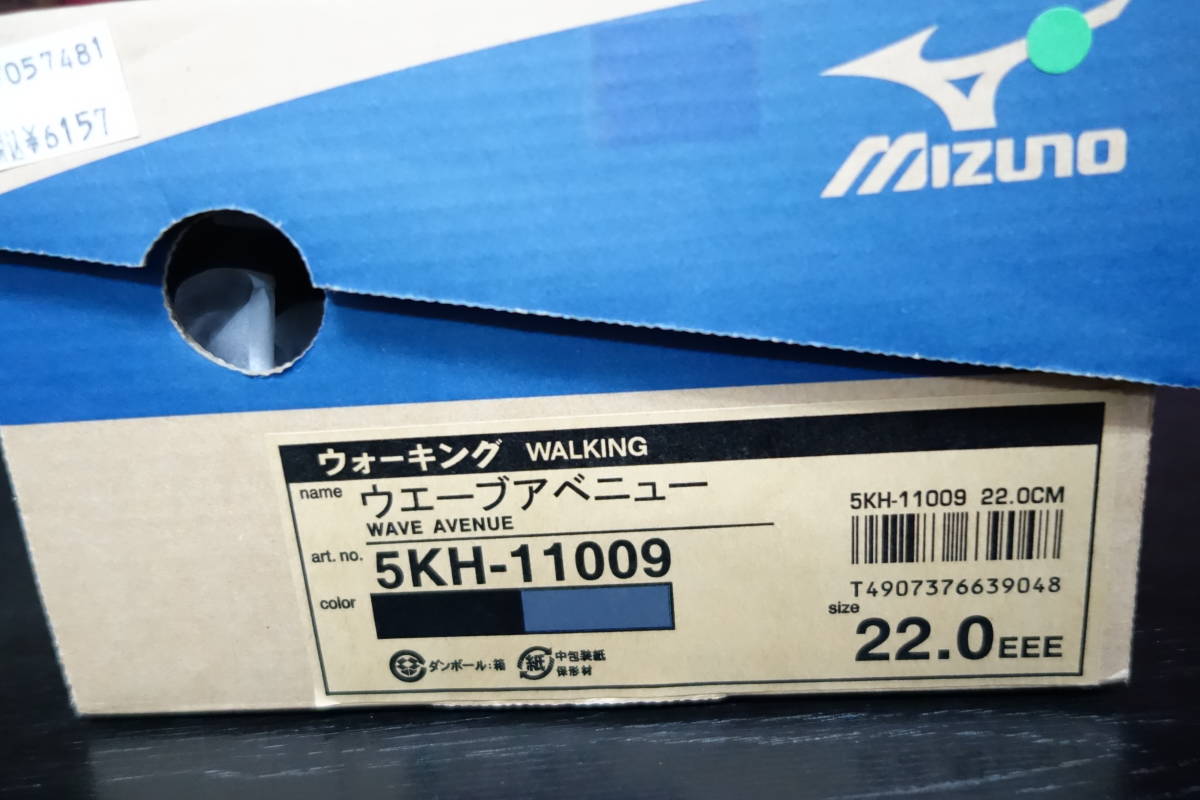 057481
税込¥6157
MIZUNO
ウォーキング WALKING
name ウエーブアベニュー
WAVE AVENUE
art. no. 5KH-11009
color
5KH-11009 22.0CM
T4907376639048
size
22.0EEE
ダンボール:箱
紙 中包装紙
保形材